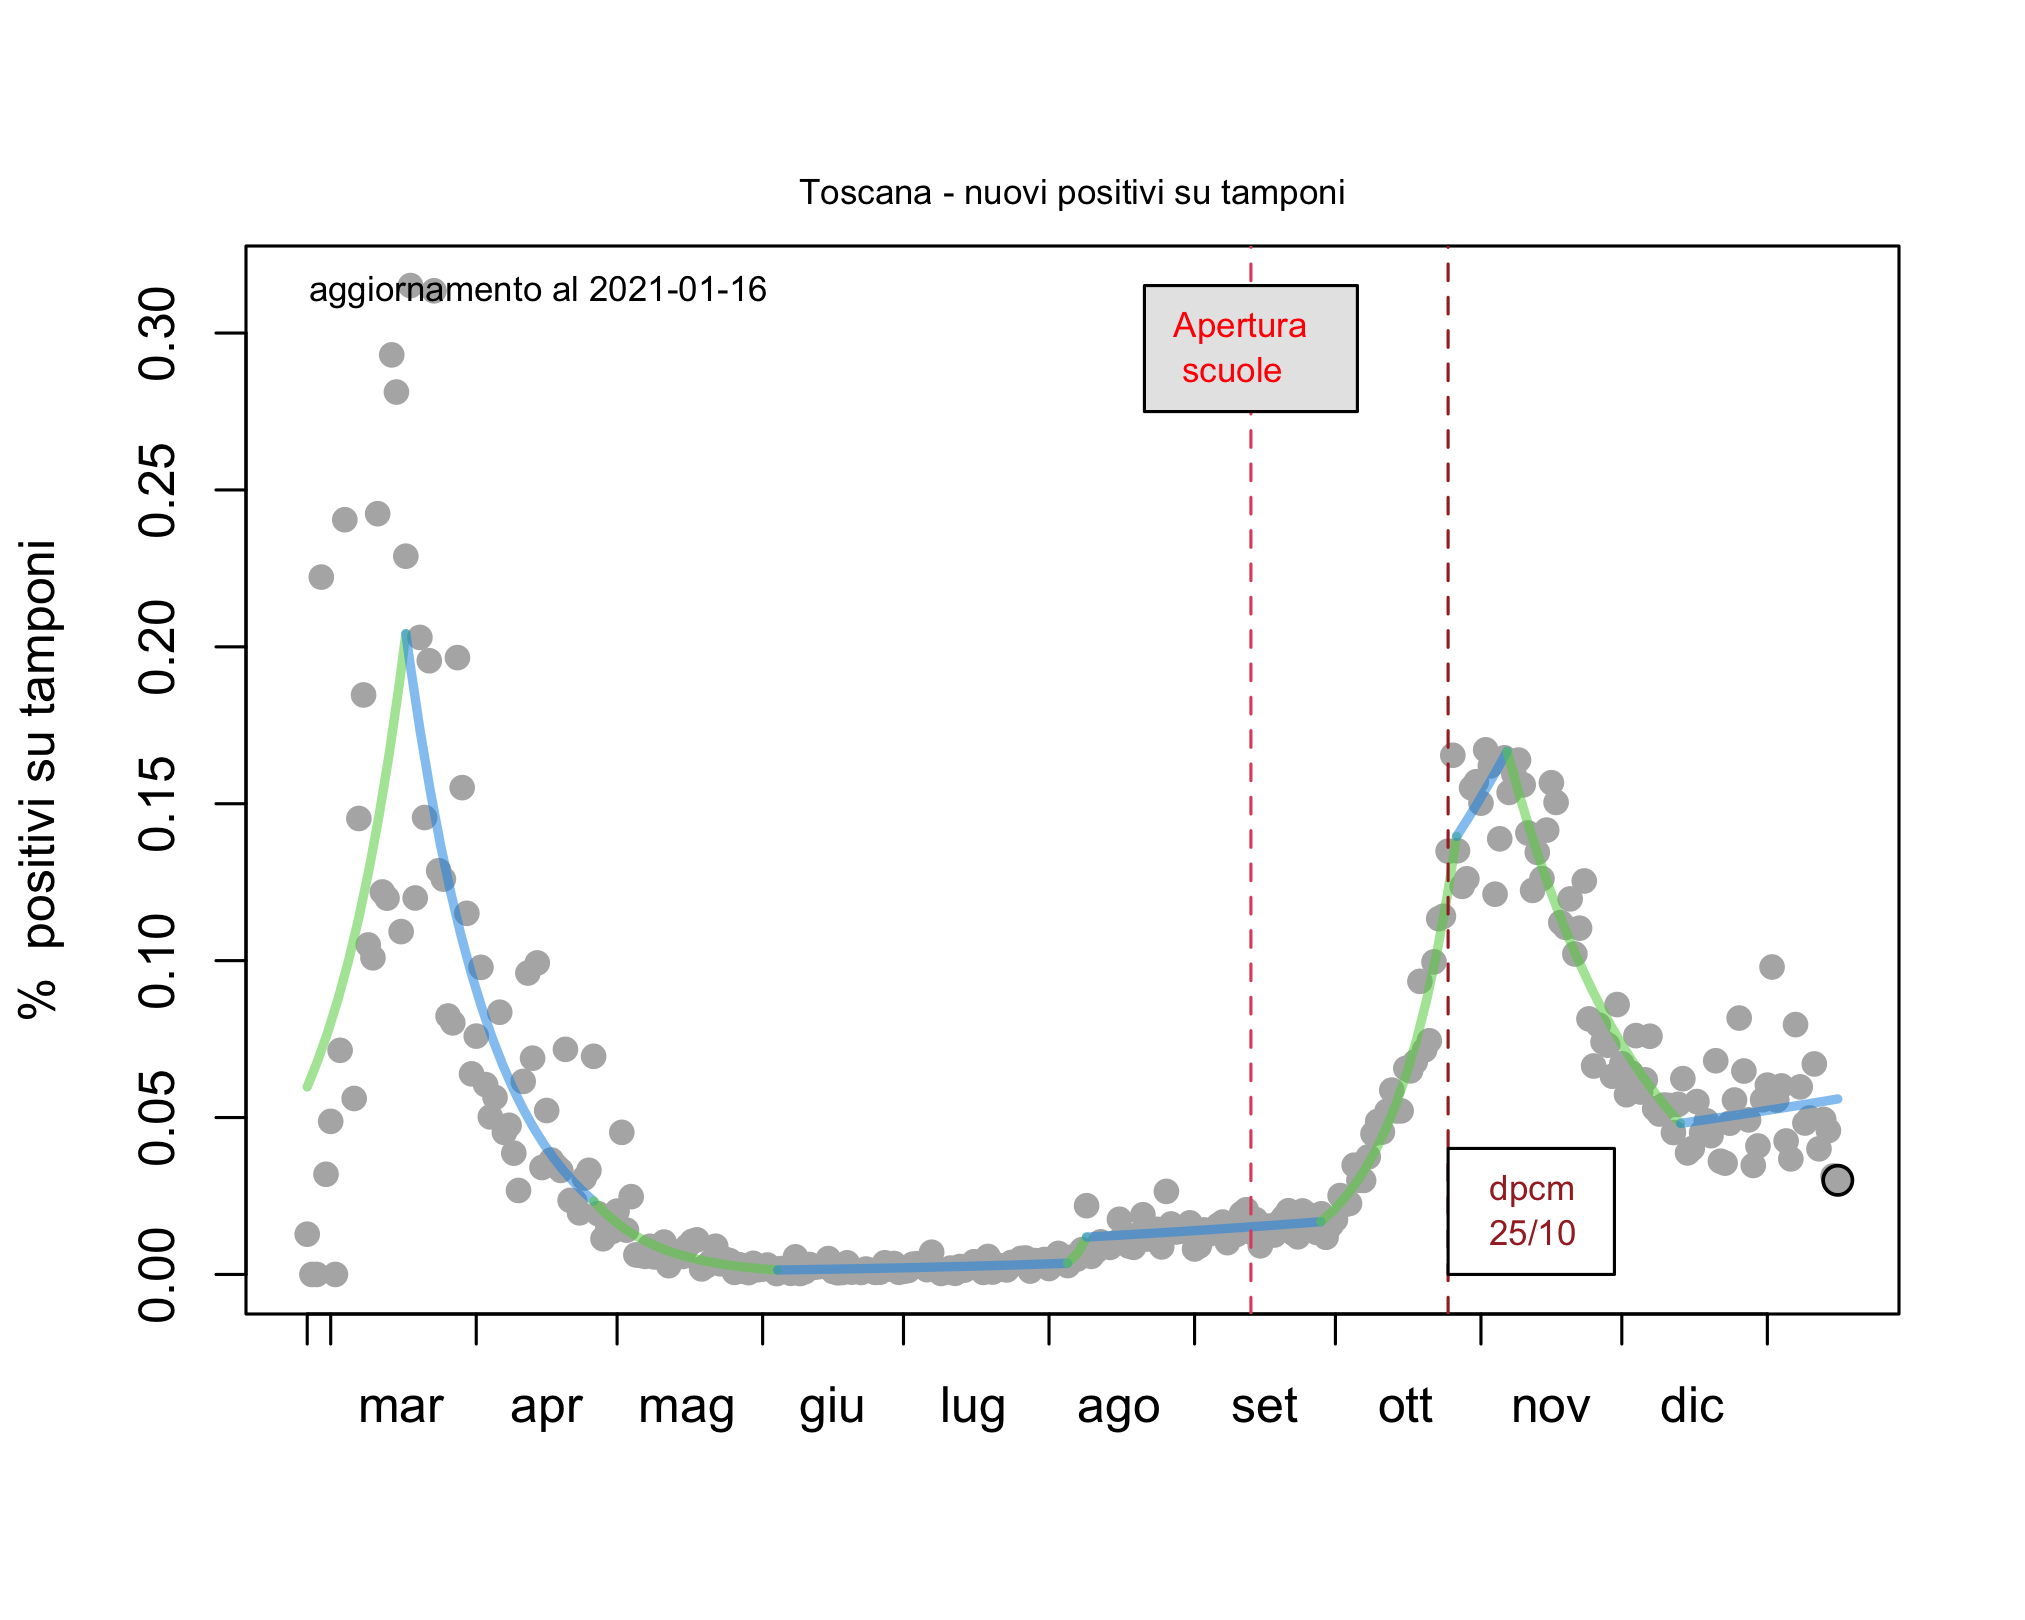 Toscana - nuovi positivi su tamponi
aggiornamento al 2021-01-16
Apertura
scuole
dpcm
25/10
% positivi su tamponi
0.30
0.25
0.20
0.15
0.10
0.05
0.00
mar apr mag giu lug ago set ott nov dic